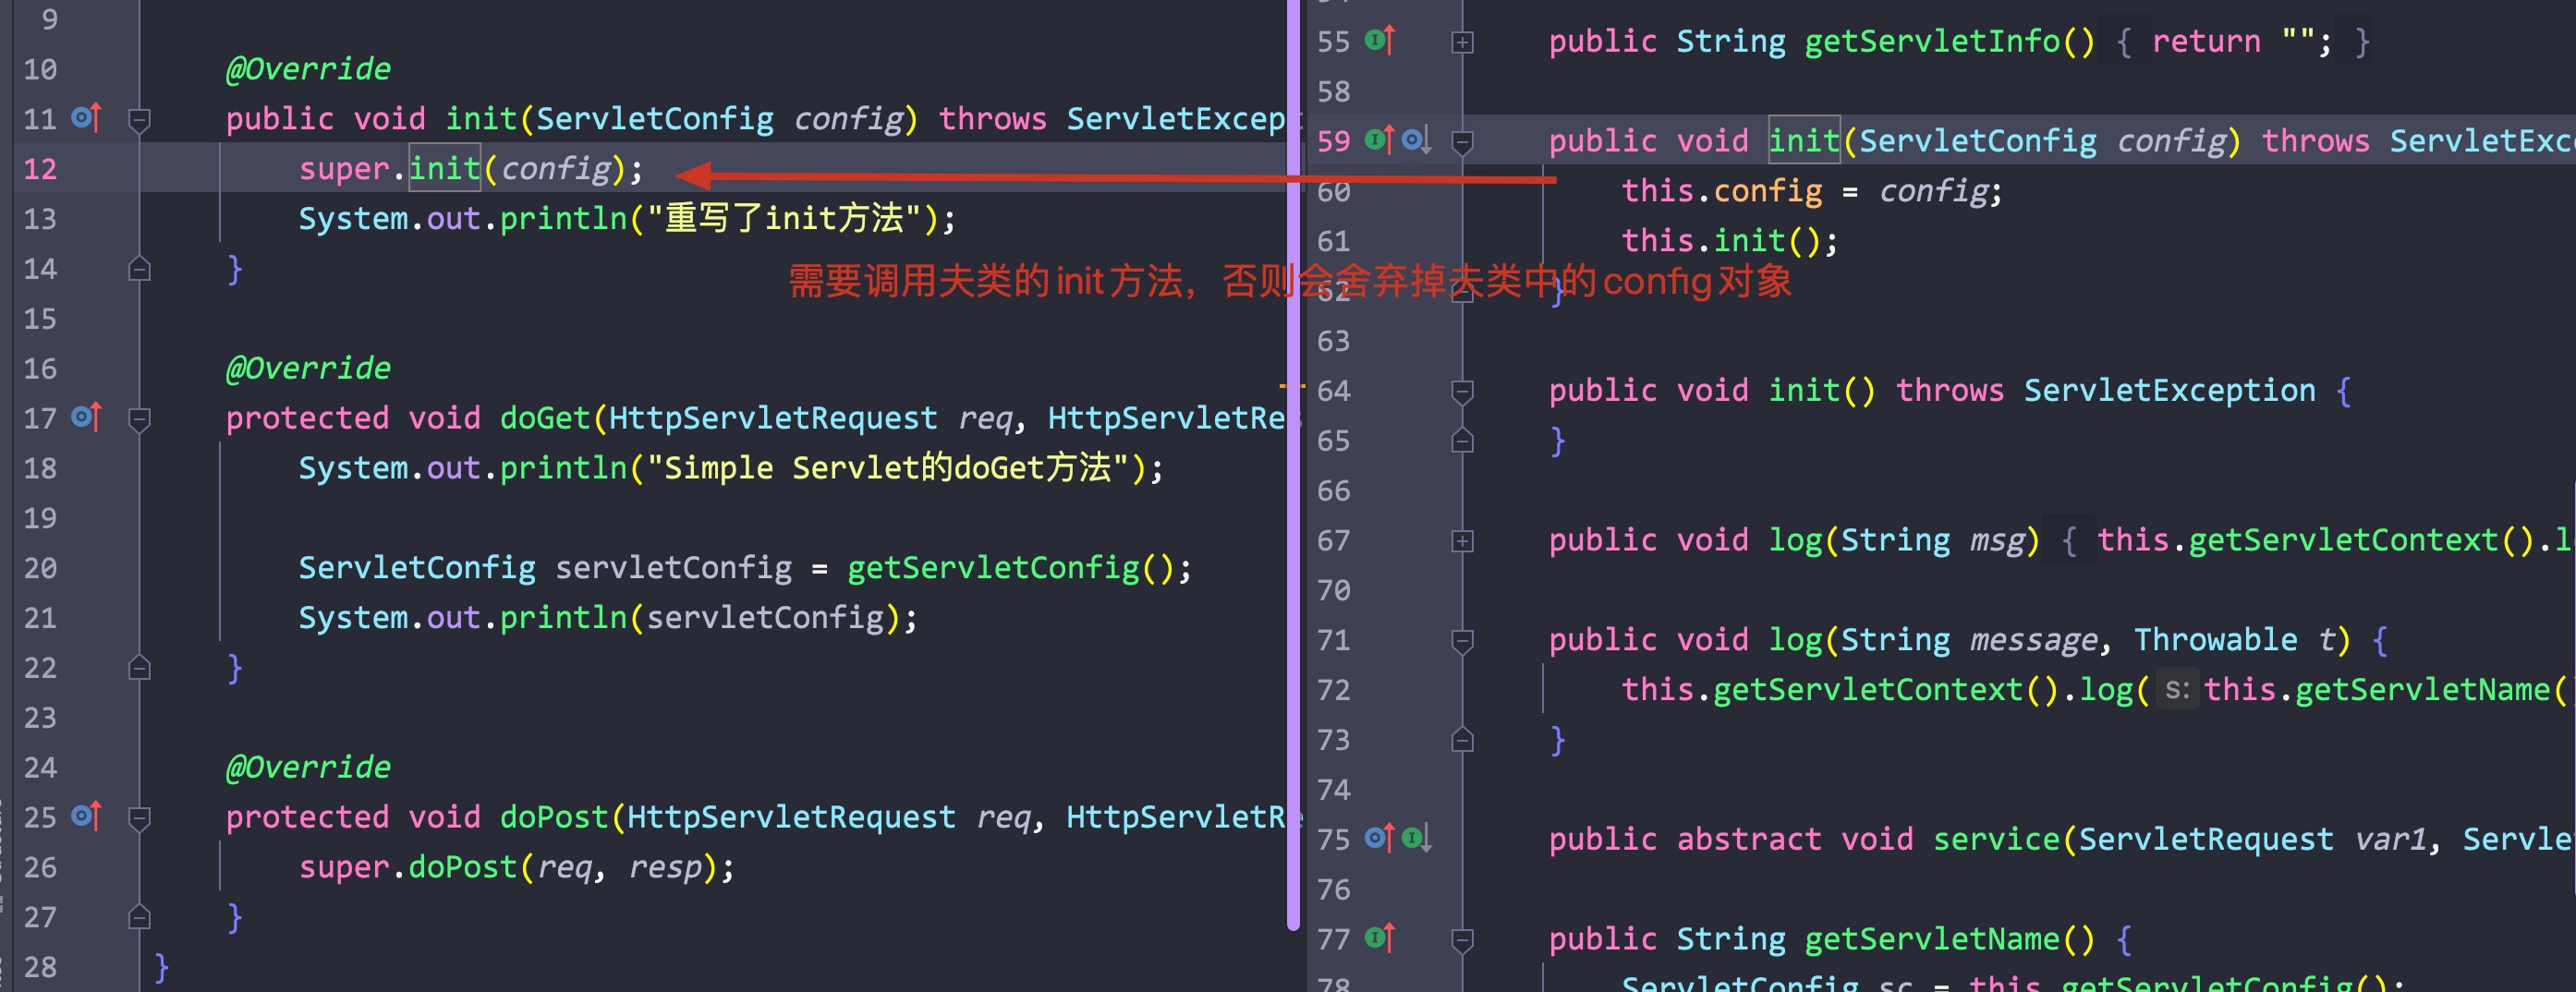 9
10 @Override
11 public void init(ServletConfig config) throws ServletExcep
12 super.init(config);
13 System.out.println("重写了init方法");
14 }
15
16 @Override
17 protected void doGet(HttpServletRequest req, HttpServletRes
18 System.out.println("Simple Servlet的doGet方法");
19
20 ServletConfig servletConfig = getServletConfig();
21 System.out.println(servletConfig);
22 }
23
24 @Override
25 protected void doPost(HttpServletRequest req, HttpServletRe
26 super.doPost(req, resp);
27 }
28 }
需要调用夫类的init方法，否则会舍弃掉夫类中的config对象
55 public String getServletInfo() { return ""; }
58
59 public void init(ServletConfig config) throws ServletExc
60 this.config = config;
61 this.init();
62 }
63
64 public void init() throws ServletException {
65 }
66
67 public void log(String msg) { this.getServletContext().l
70
71 public void log(String message, Throwable t) {
72 this.getServletContext().log( s: this.getServletName(
73 }
74
75 public abstract void service(ServletRequest var1, Servle
76
77 public String getServletName() {
78 ServletConfig sc = this.getServletConfig();